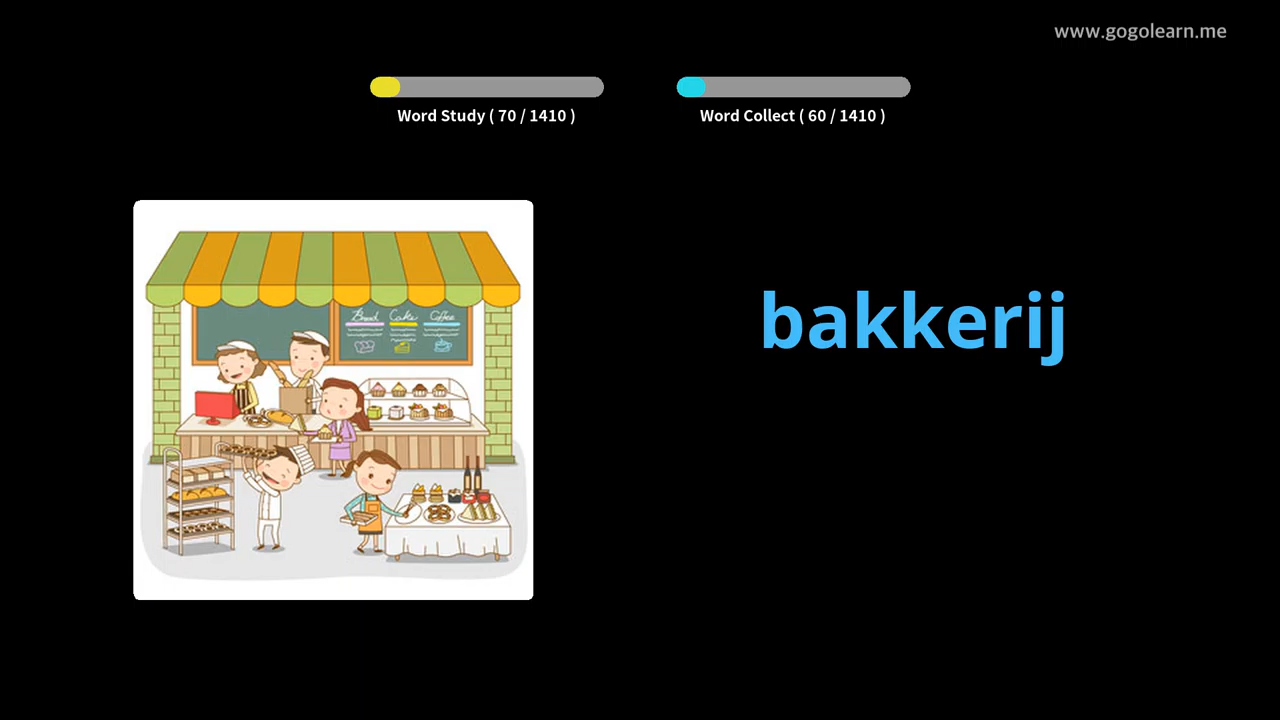 www.gogolearn.me
Word Study ( 70 / 1410 )
Word Collect ( 60 / 1410 )
Bread Cake Coffee
bakkerij